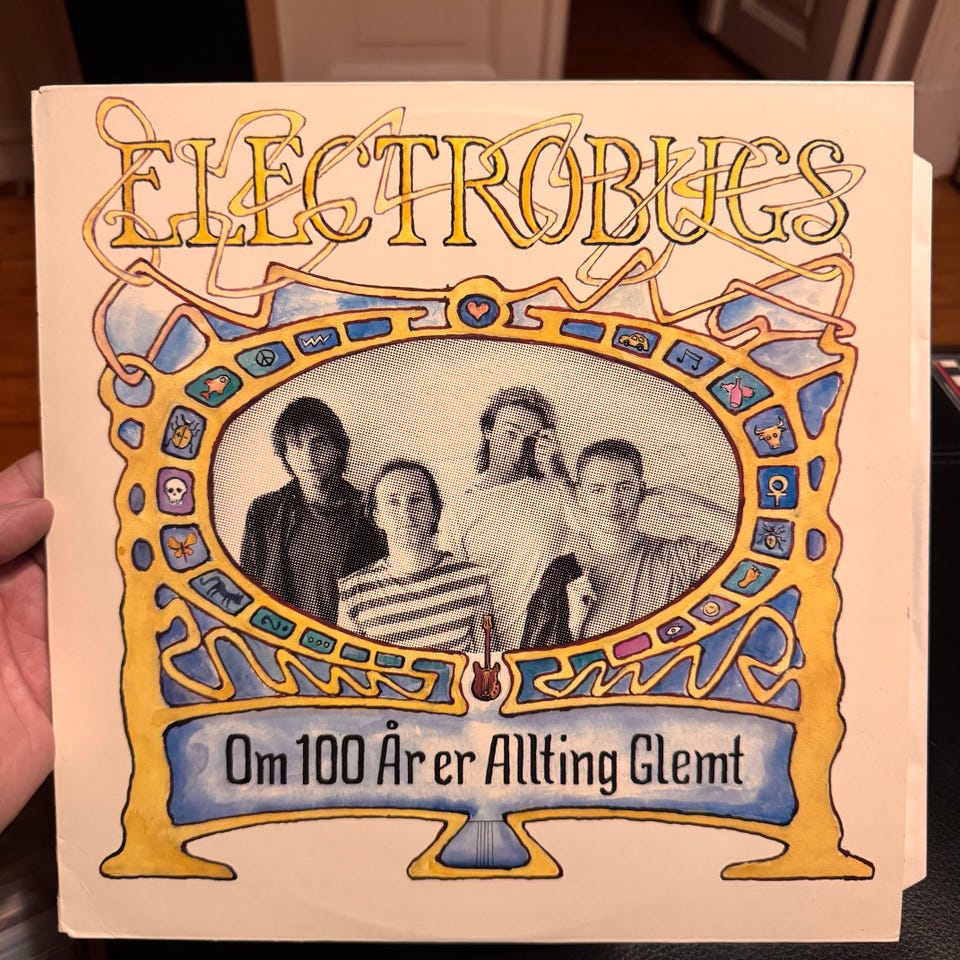 ELECTROBUGS
Om 100 År er Allting Glemt